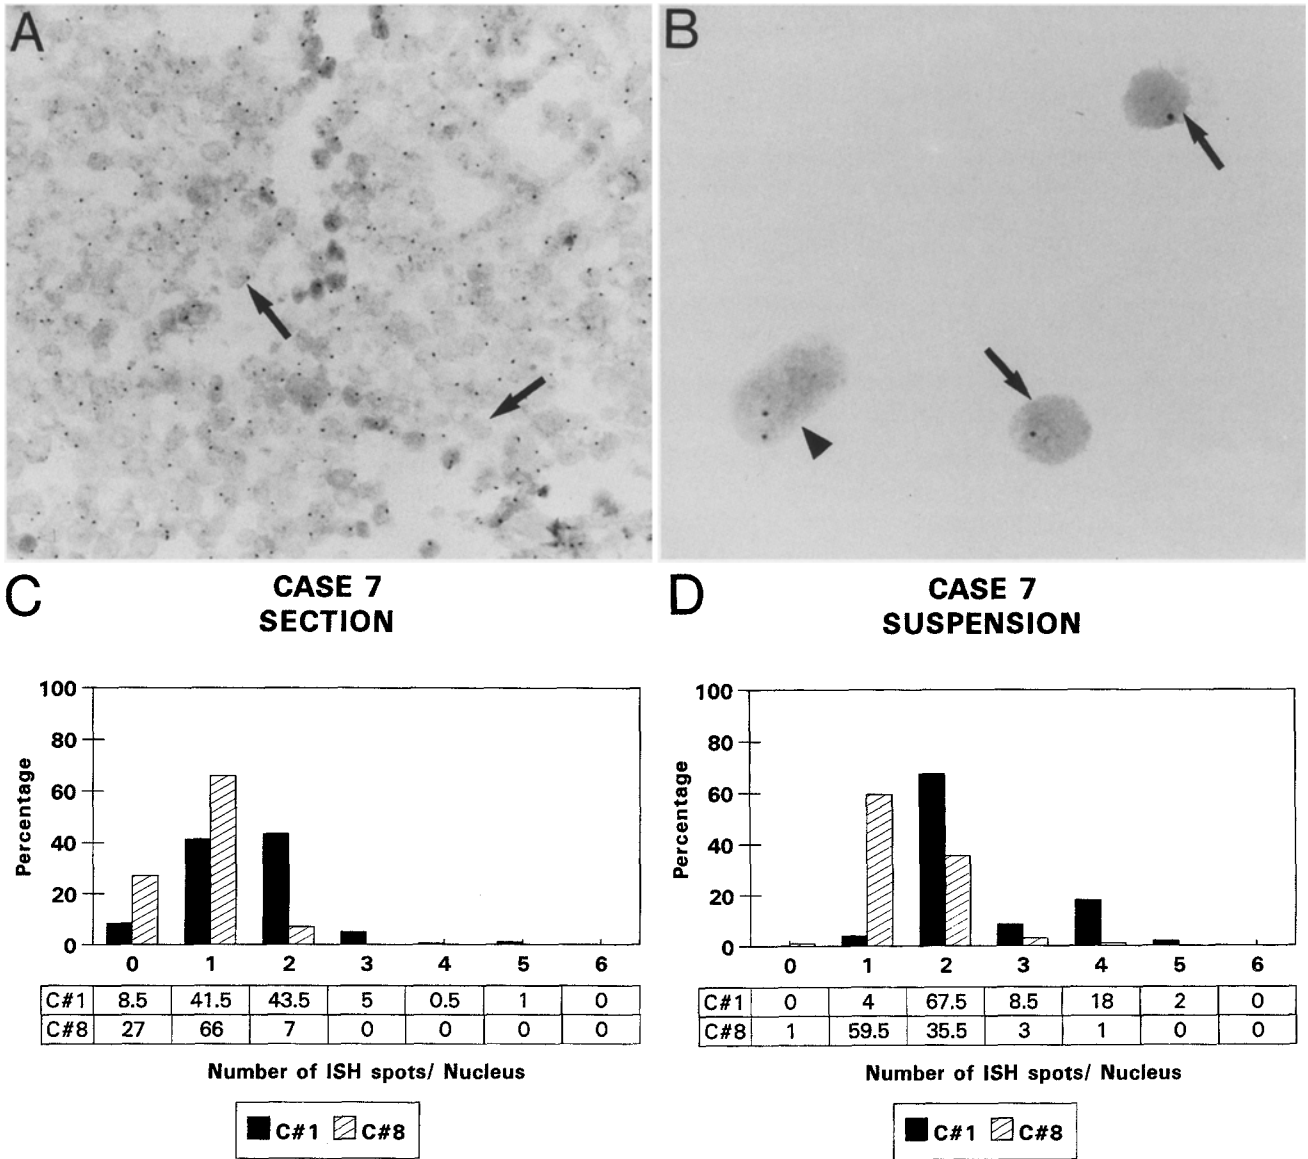 A
B
C
CASE 7
SECTION
100
80
60
40
20
0
Percentage
0 1 2 3 4 5 6
C#1 8.5 41.5 43.5 5 0.5 1 0
C#8 27 66 7 0 0 0 0
Number of ISH spots/ Nucleus
C#1 C#8
D
CASE 7
SUSPENSION
100
80
60
40
20
0
Percentage
0 1 2 3 4 5 6
C#1 0 4 67.5 8.5 18 2 0
C#8 1 59.5 35.5 3 1 0 0
Number of ISH spots/ Nucleus
C#1 C#8